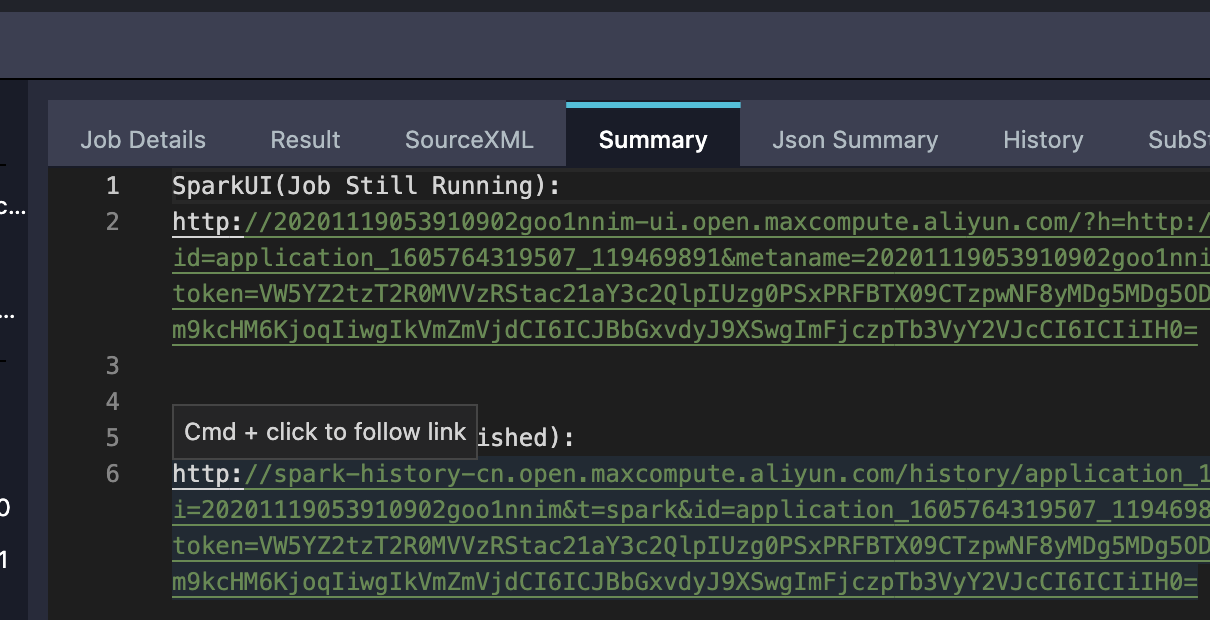 Job Details Result SourceXML Summary Json Summary History SubSt
1 SparkUI(Job Still Running):
2 http://20201119053910902goo1nnim-ui.open.maxcompute.aliyun.com/?h=http:/
id=application_1605764319507_119469891&metaname=20201119053910902goo1nni
token=VW5YZ2tzT2R0MVVzRStac21aY3c2QlpIUzg0PSxPRFBTX09CTzpwNF8yMDg5MDg5OD
m9kcHM6KjoqIiwgIkVmZmVjdCI6ICJBbGxvdyJ9XSwgImFjczpTb3VyY2VJcCI6ICIiIH0=
c...
3
...
4
Cmd + click to follow link
5 ished):
6 http://spark-history-cn.open.maxcompute.aliyun.com/history/application_1
0 i=20201119053910902goo1nnim&t=spark&id=application_1605764319507_1194698
1 token=VW5YZ2tzT2R0MVVzRStac21aY3c2QlpIUzg0PSxPRFBTX09CTzpwNF8yMDg5MDg5OD
m9kcHM6KjoqIiwgIkVmZmVjdCI6ICJBbGxvdyJ9XSwgImFjczpTb3VyY2VJcCI6ICIiIH0=